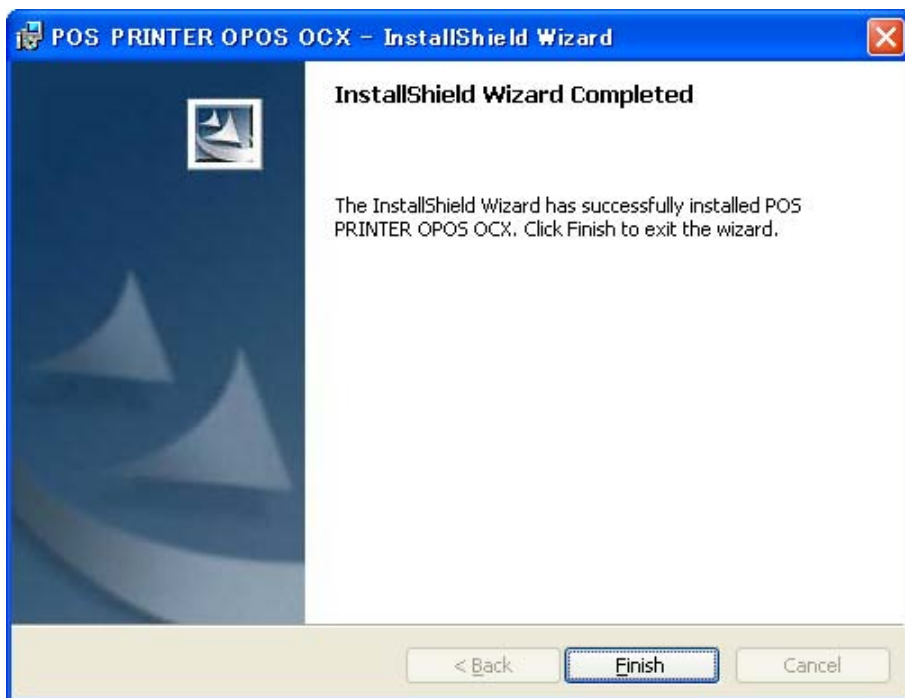 POS PRINTER OPOS OCX - InstallShield Wizard
InstallShield Wizard Completed
The InstallShield Wizard has successfully installed POS
PRINTER OPOS OCX. Click Finish to exit the wizard.
< Back
Finish
Cancel